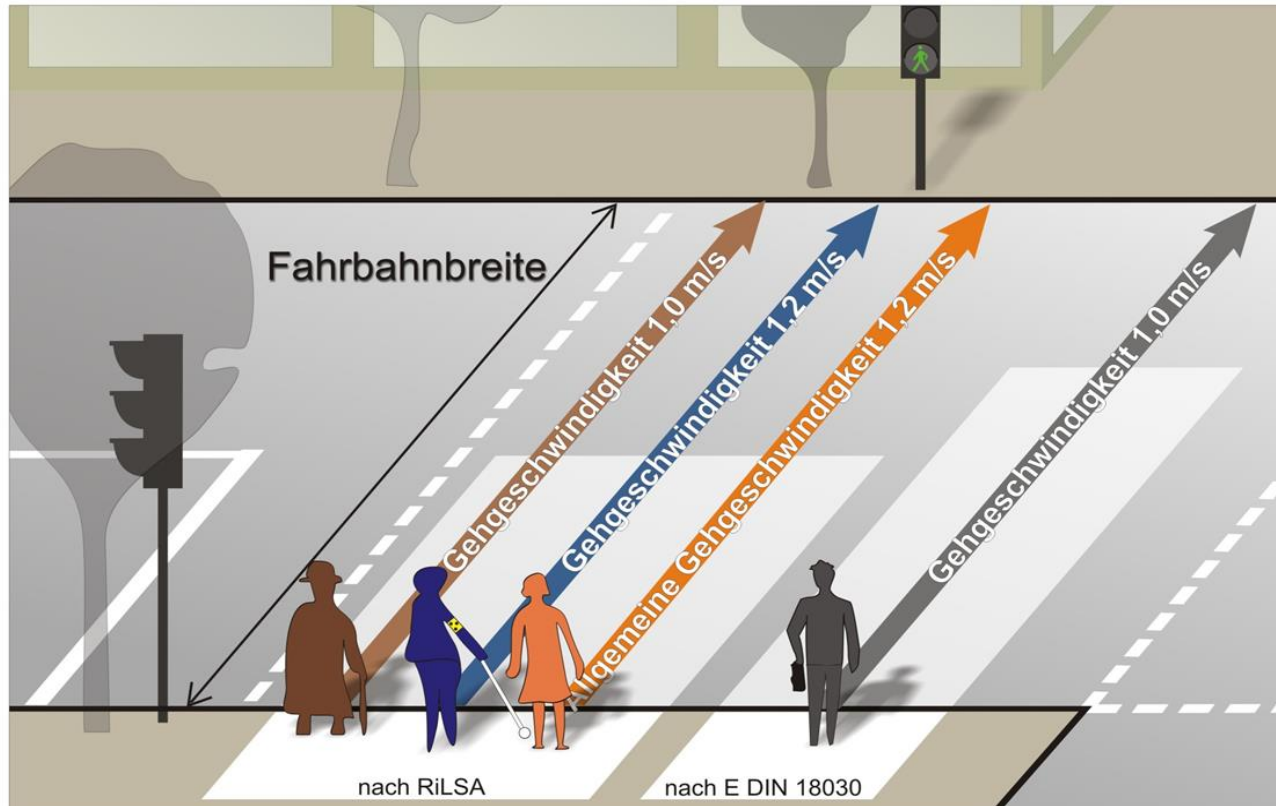 Fahrbahnbreite
Gehgeschwindigkeit 1,0 m/s
Gehgeschwindigkeit 1,2 m/s
Allgemeine Gehgeschwindigkeit 1,2 m/s
Gehgeschwindigkeit 1,0 m/s
nach RiLSA
nach E DIN 18030